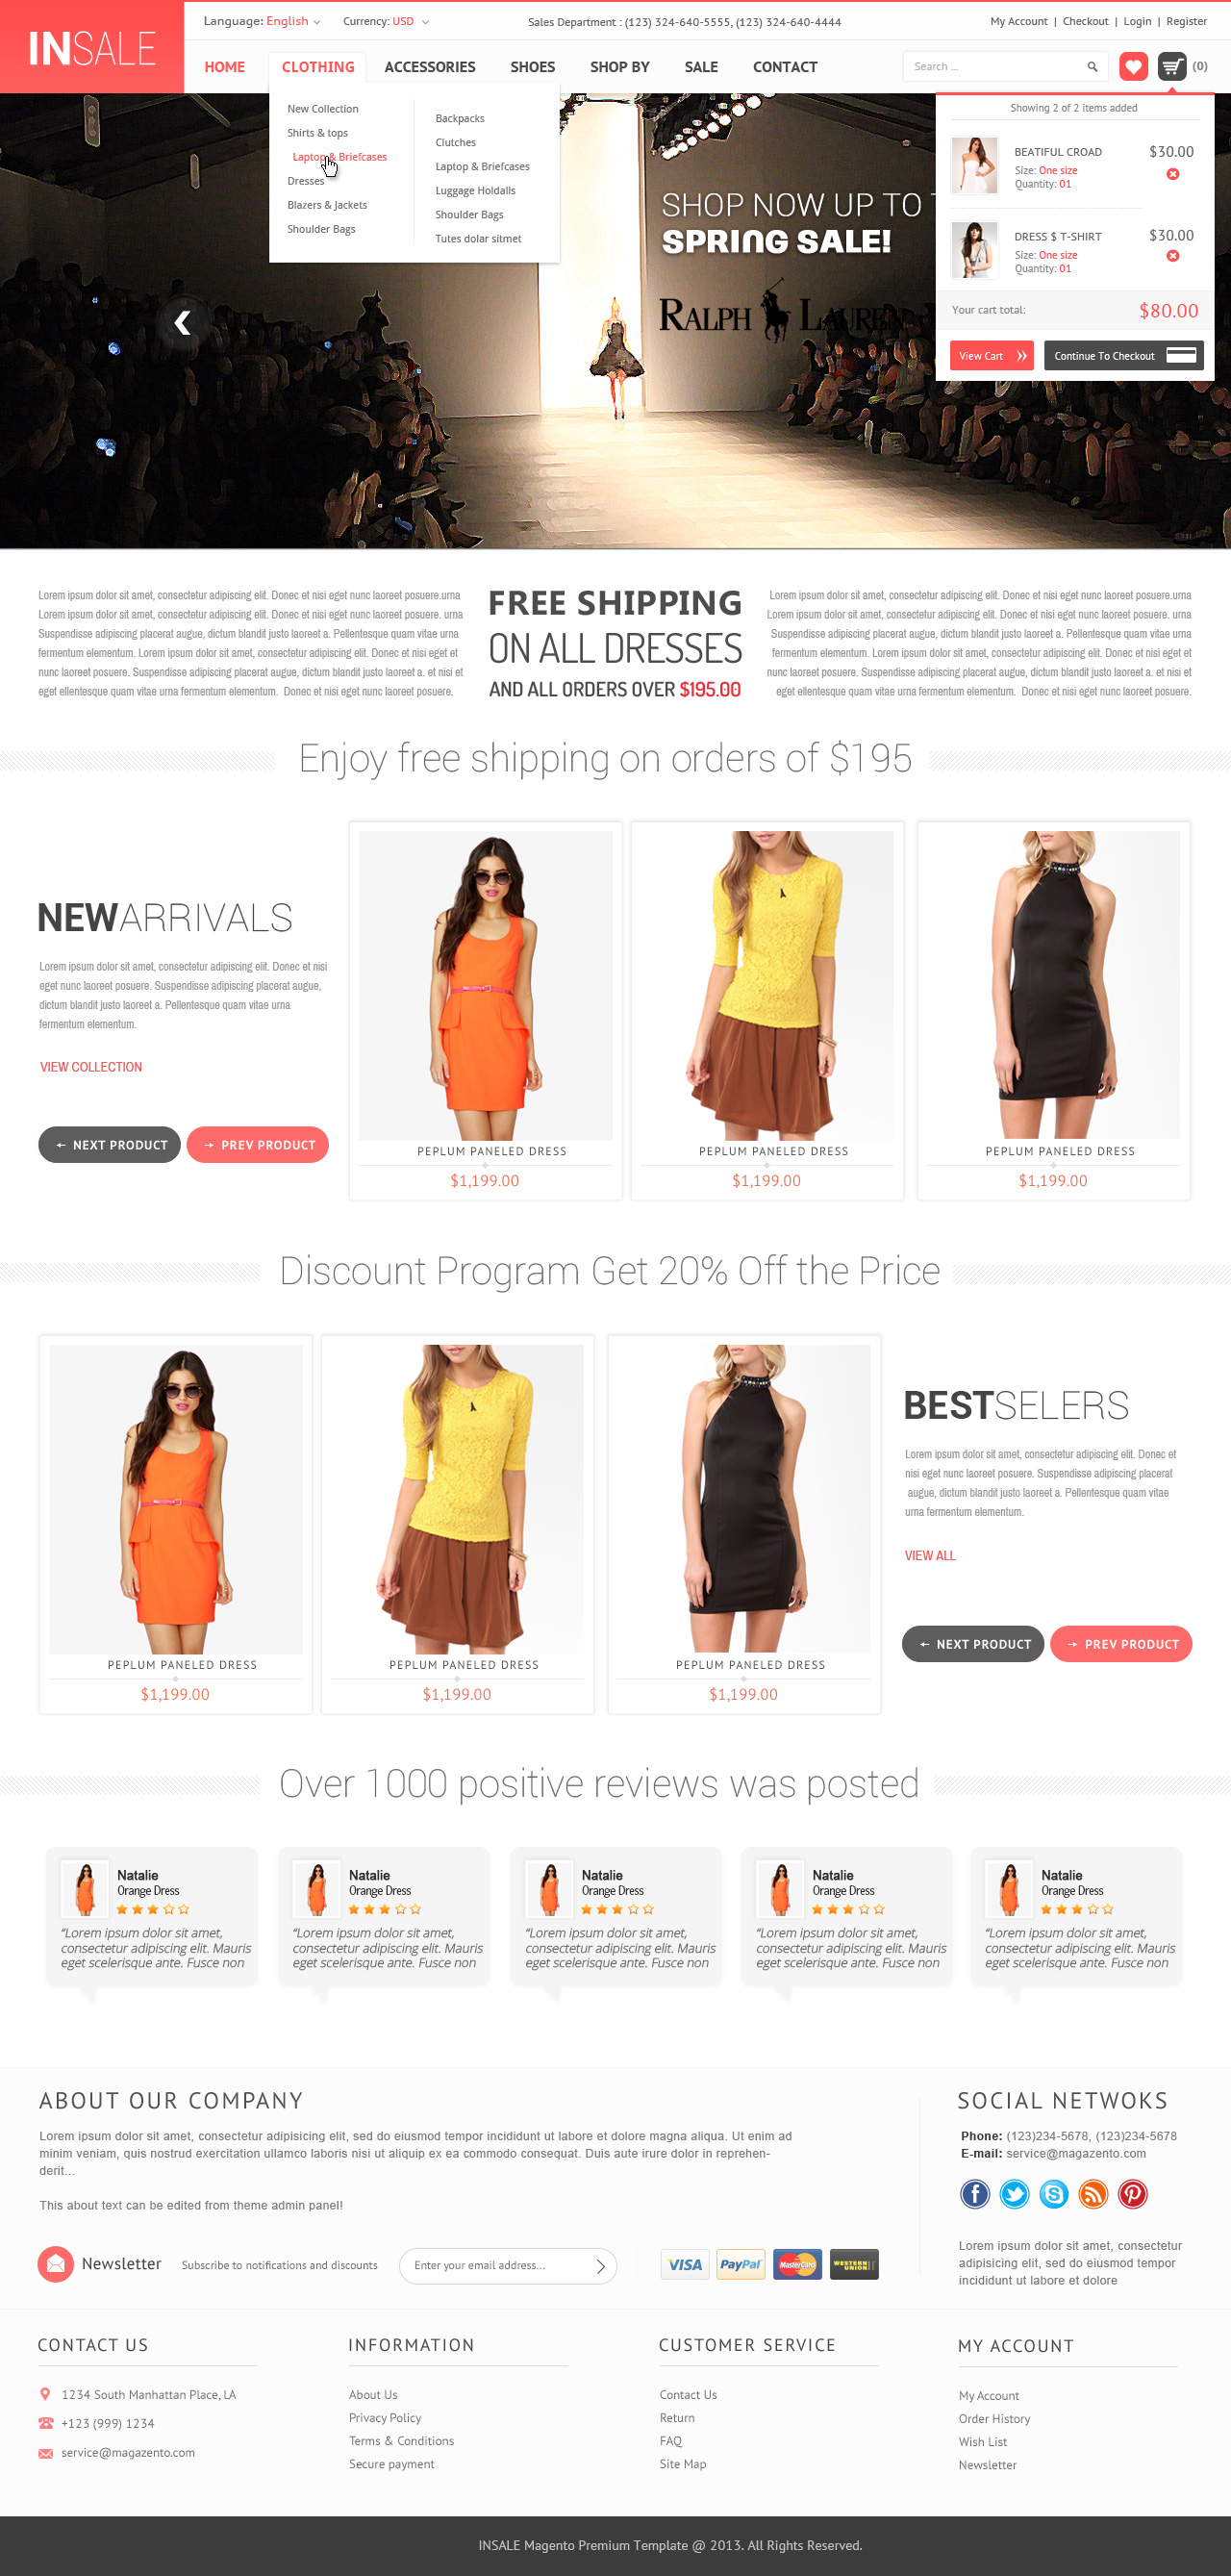 INSALE
Language: English
Currency: USD
Sales Department : (123) 324-640-5555, (123) 324-640-4444
My Account | Checkout | Login | Register
HOME CLOTHING ACCESSORIES SHOES SHOP BY SALE CONTACT
Search ...
(0)
New Collection
Shirts & tops
Laptop & Briefcases
Dresses
Blazers & Jackets
Shoulder Bags
Backpacks
Clutches
Laptop & Briefcases
Luggage Holdalls
Shoulder Bags
Tutes dolar sitmet
SHOP NOW UP TO
SPRING SALE!
RALPH LAUREN
Showing 2 of 2 items added
BEATIFUL CROAD $30.00
Size: One size
Quantity: 01
DRESS $ T-SHIRT $30.00
Size: One size
Quantity: 01
Your cart total: $80.00
View Cart
Continue To Checkout
Lorem ipsum dolor sit amet, consectetur adipiscing elit. Donec et nisi eget nunc laoreet posuere.urna
Lorem ipsum dolor sit amet, consectetur adipiscing elit. Donec et nisi eget nunc laoreet posuere. urna
Suspendisse adipiscing placerat augue, dictum blandit justo laoreet a. Pellentesque quam vitae urna
fermentum elementum. Lorem ipsum dolor sit amet, consectetur adipiscing elit. Donec et nisi eget et
nunc laoreet posuere. Suspendisse adipiscing placerat augue, dictum blandit justo laoreet a. et nisi et
eget ellentesque quam vitae urna fermentum elementum. Donec et nisi eget nunc laoreet posuere.
FREE SHIPPING
ON ALL DRESSES
AND ALL ORDERS OVER $195.00
Lorem ipsum dolor sit amet, consectetur adipiscing elit. Donec et nisi eget nunc laoreet posuere.urna
Lorem ipsum dolor sit amet, consectetur adipiscing elit. Donec et nisi eget nunc laoreet posuere. urna
Suspendisse adipiscing placerat augue, dictum blandit justo laoreet a. Pellentesque quam vitae urna
fermentum elementum. Lorem ipsum dolor sit amet, consectetur adipiscing elit. Donec et nisi eget et
nunc laoreet posuere. Suspendisse adipiscing placerat augue, dictum blandit justo laoreet a. et nisi et
eget ellentesque quam vitae urna fermentum elementum. Donec et nisi eget nunc laoreet posuere.
Enjoy free shipping on orders of $195
NEWARRIVALS
Lorem ipsum dolor sit amet, consectetur adipiscing elit. Donec et nisi
eget nunc laoreet posuere. Suspendisse adipiscing placerat augue,
dictum blandit justo laoreet a. Pellentesque quam vitae urna
fermentum elementum.
VIEW COLLECTION
NEXT PRODUCT
PREV PRODUCT
PEPLUM PANELED DRESS
$1,199.00
PEPLUM PANELED DRESS
$1,199.00
PEPLUM PANELED DRESS
$1,199.00
Discount Program Get 20% Off the Price
PEPLUM PANELED DRESS
$1,199.00
PEPLUM PANELED DRESS
$1,199.00
PEPLUM PANELED DRESS
$1,199.00
BESTSELERS
Lorem ipsum dolor sit amet, consectetur adipiscing elit. Donec et
nisi eget nunc laoreet posuere. Suspendisse adipiscing placerat
augue, dictum blandit justo laoreet a. Pellentesque quam vitae
urna fermentum elementum.
VIEW ALL
NEXT PRODUCT
PREV PRODUCT
Over 1000 positive reviews was posted
Natalie
Orange Dress
"Lorem ipsum dolor sit amet,
consectetur adipiscing elit. Mauris
eget scelerisque ante. Fusce non
Natalie
Orange Dress
"Lorem ipsum dolor sit amet,
consectetur adipiscing elit. Mauris
eget scelerisque ante. Fusce non
Natalie
Orange Dress
"Lorem ipsum dolor sit amet,
consectetur adipiscing elit. Mauris
eget scelerisque ante. Fusce non
Natalie
Orange Dress
"Lorem ipsum dolor sit amet,
consectetur adipiscing elit. Mauris
eget scelerisque ante. Fusce non
Natalie
Orange Dress
"Lorem ipsum dolor sit amet,
consectetur adipiscing elit. Mauris
eget scelerisque ante. Fusce non
ABOUT OUR COMPANY
Lorem ipsum dolor sit amet, consectetur adipisicing elit, sed do eiusmod tempor incididunt ut labore et dolore magna aliqua. Ut enim ad
minim veniam, quis nostrud exercitation ullamco laboris nisi ut aliquip ex ea commodo consequat. Duis aute irure dolor in reprehen-
derit...
This about text can be edited from theme admin panel!
Newsletter
Subscribe to notifications and discounts
Enter your email address...
VISA
PayPal
MasterCard
WESTERN UNION
SOCIAL NETWOKS
Phone: (123)234-5678, (123)234-5678
E-mail: service@magazento.com
Lorem ipsum dolor sit amet, consectetur
adipisicing elit, sed do eiusmod tempor
incididunt ut labore et dolore
CONTACT US
1234 South Manhattan Place, LA
+123 (999) 1234
service@magazento.com
INFORMATION
About Us
Privacy Policy
Terms & Conditions
Secure payment
CUSTOMER SERVICE
Contact Us
Return
FAQ
Site Map
MY ACCOUNT
My Account
Order History
Wish List
Newsletter
INSALE Magento Premium Template @ 2013. All Rights Reserved.